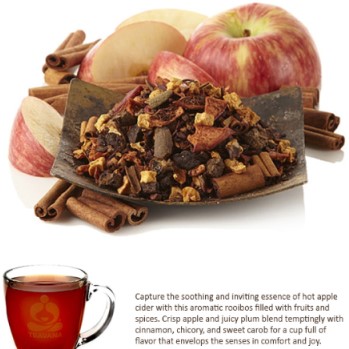 TEAVANA
Capture the soothing and inviting essence of hot apple
cider with this aromatic rooibos filled with fruits and
spices. Crisp apple and juicy plum blend temptingly with
cinnamon, chicory, and sweet carob for a cup full of
flavor that envelops the senses in comfort and joy.